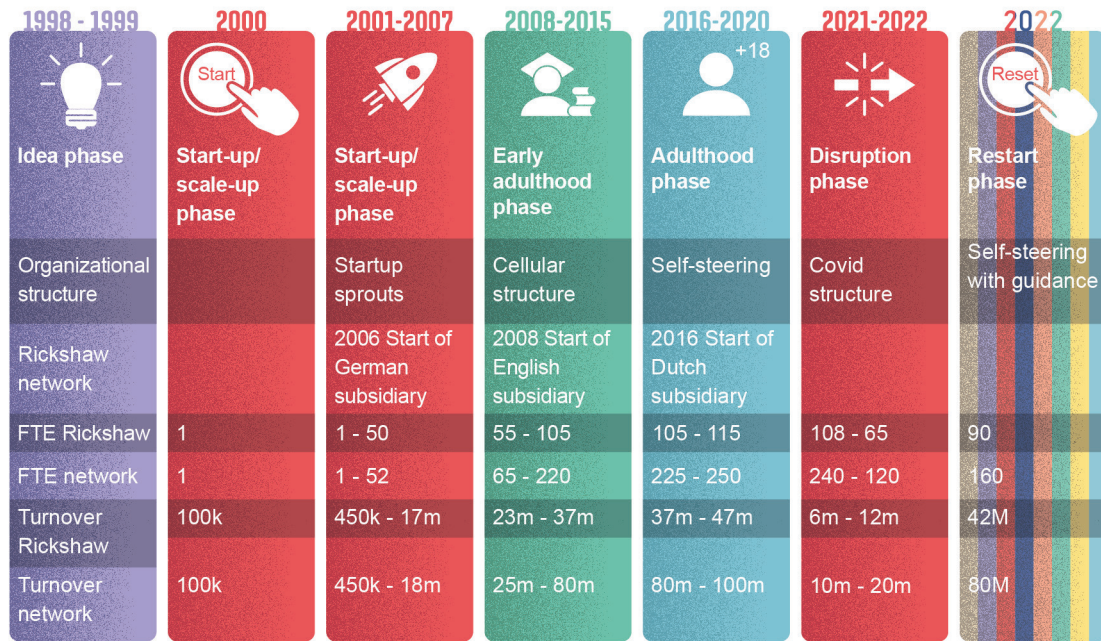 1998 - 1999
2000
2001-2007
2008-2015
2016-2020
2021-2022
2022
Start
+18
Reset
Idea phase
Start-up/
scale-up
phase
Start-up/
scale-up
phase
Early
adulthood
phase
Adulthood
phase
Disruption
phase
Restart
phase
Organizational
structure
Startup
sprouts
Cellular
structure
Self-steering
Covid
structure
Self-steering
with guidance
Rickshaw
network
2006 Start of
German
subsidiary
2008 Start of
English
subsidiary
2016 Start of
Dutch
subsidiary
FTE Rickshaw
1
1 - 50
55 - 105
105 - 115
108 - 65
90
FTE network
1
1 - 52
65 - 220
225 - 250
240 - 120
160
Turnover
Rickshaw
100k
450k - 17m
23m - 37m
37m - 47m
6m - 12m
42M
Turnover
network
100k
450k - 18m
25m - 80m
80m - 100m
10m - 20m
80M